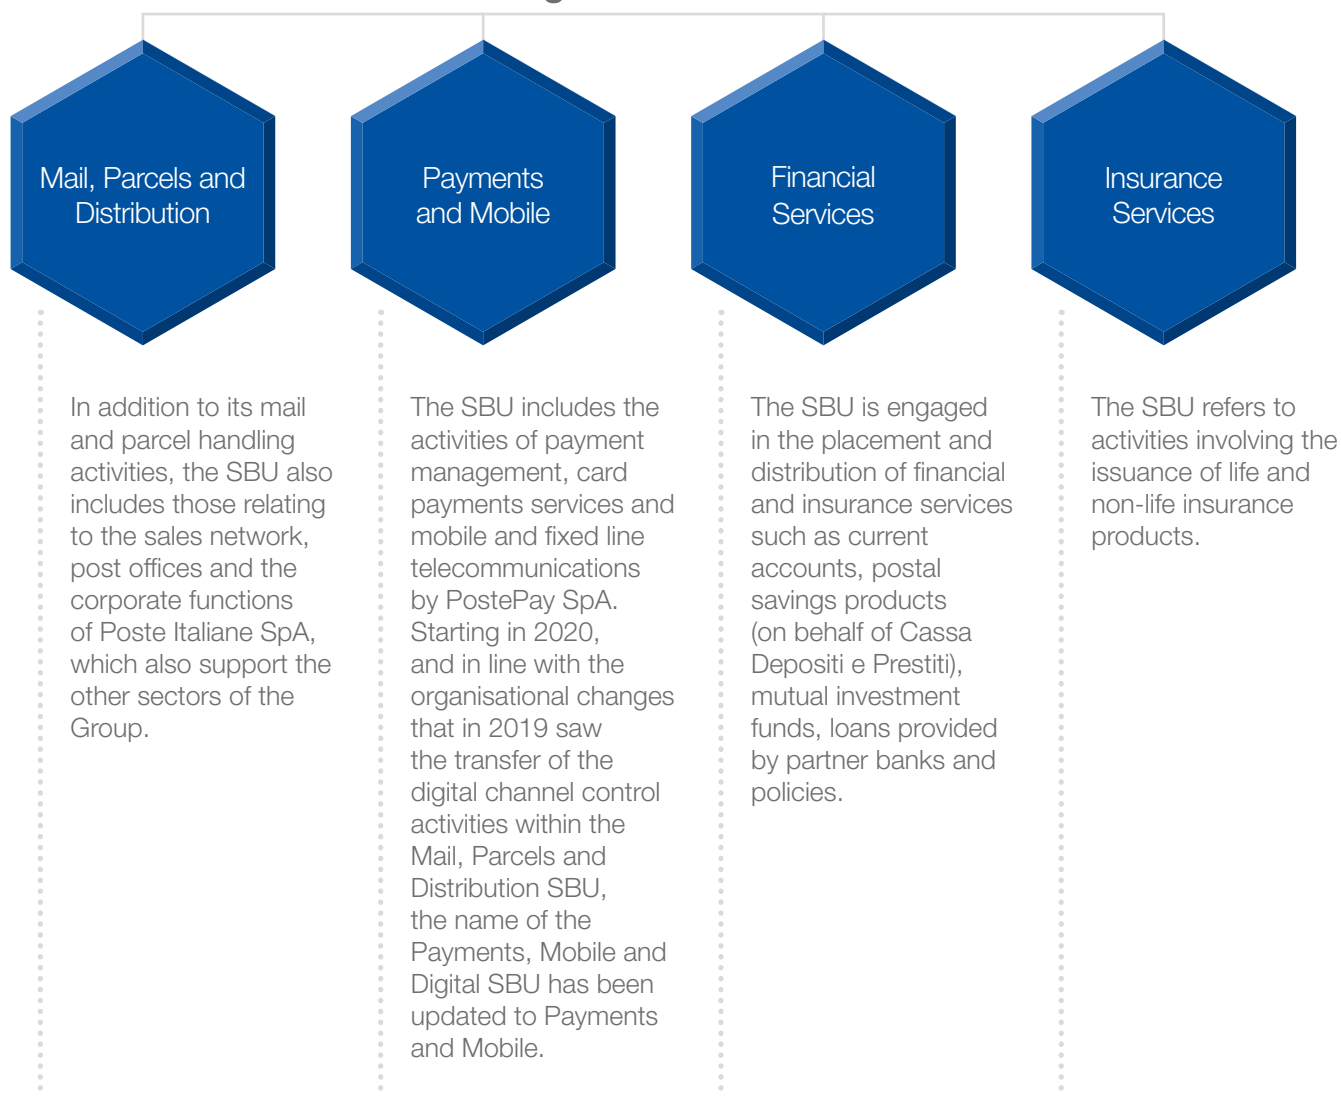 Mail, Parcels and
Distribution
Payments
and Mobile
Financial
Services
Insurance
Services
In addition to its mail
and parcel handling
activities, the SBU also
includes those relating
to the sales network,
post offices and the
corporate functions
of Poste Italiane SpA,
which also support the
other sectors of the
Group.
The SBU includes the
activities of payment
management, card
payments services and
mobile and fixed line
telecommunications
by PostePay SpA.
Starting in 2020,
and in line with the
organisational changes
that in 2019 saw
the transfer of the
digital channel control
activities within the
Mail, Parcels and
Distribution SBU,
the name of the
Payments, Mobile and
Digital SBU has been
updated to Payments
and Mobile.
The SBU is engaged
in the placement and
distribution of financial
and insurance services
such as current
accounts, postal
savings products
(on behalf of Cassa
Depositi e Prestiti),
mutual investment
funds, loans provided
by partner banks and
policies.
The SBU refers to
activities involving the
issuance of life and
non-life insurance
products.